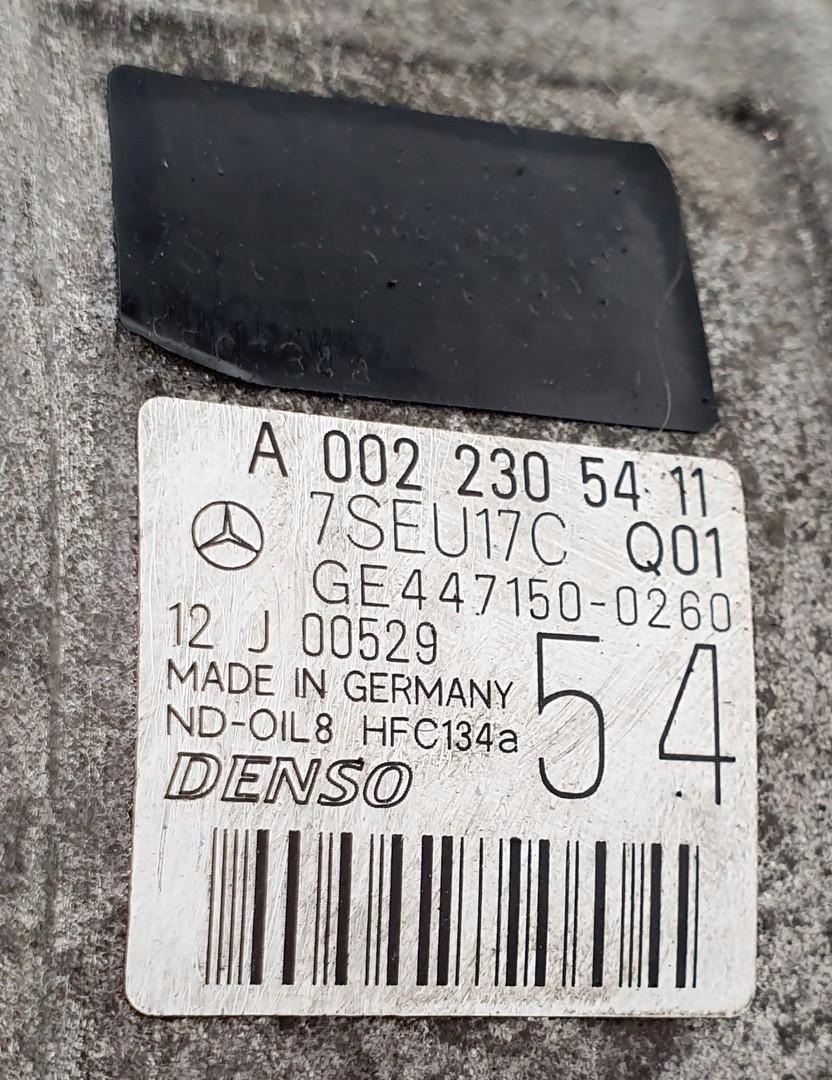 A 002 230 54 11
7SEU17C Q01
GE447150-0260
12 J 00529
54
MADE IN GERMANY
ND-OIL8 HFC134a
DENSO